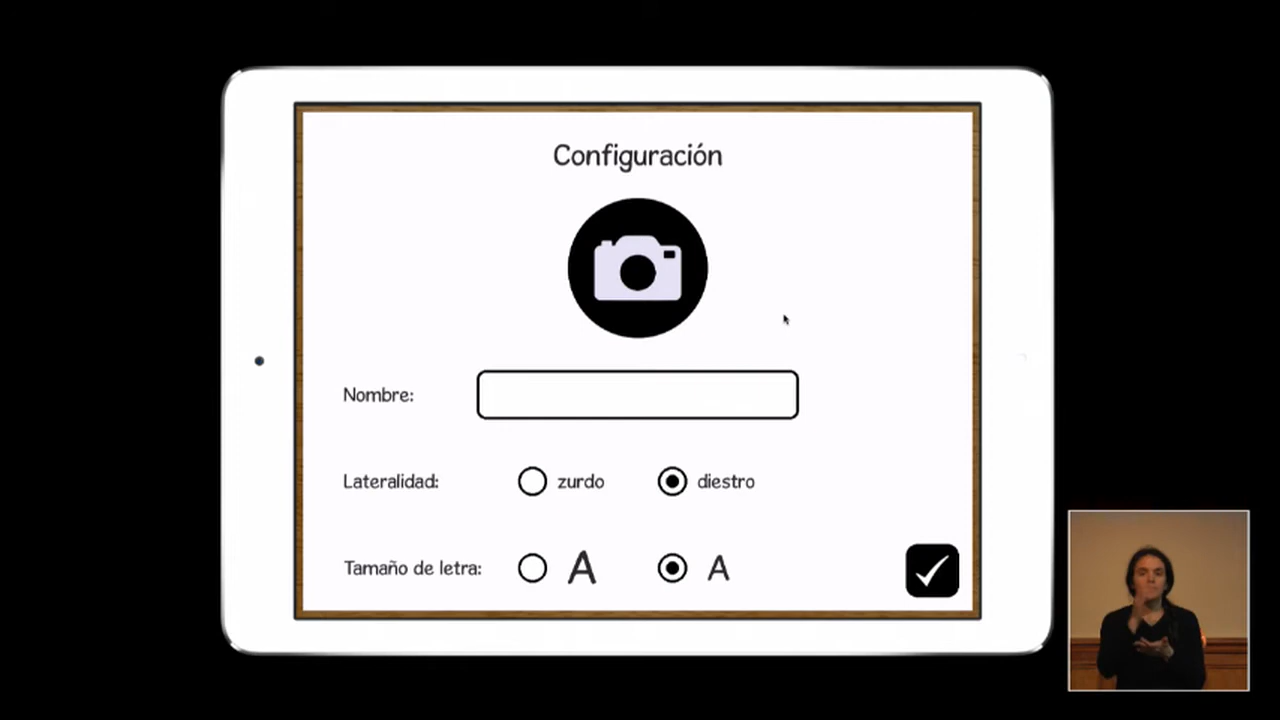 Configuración
Nombre:
Lateralidad: zurdo diestro
Tamaño de letra: A A